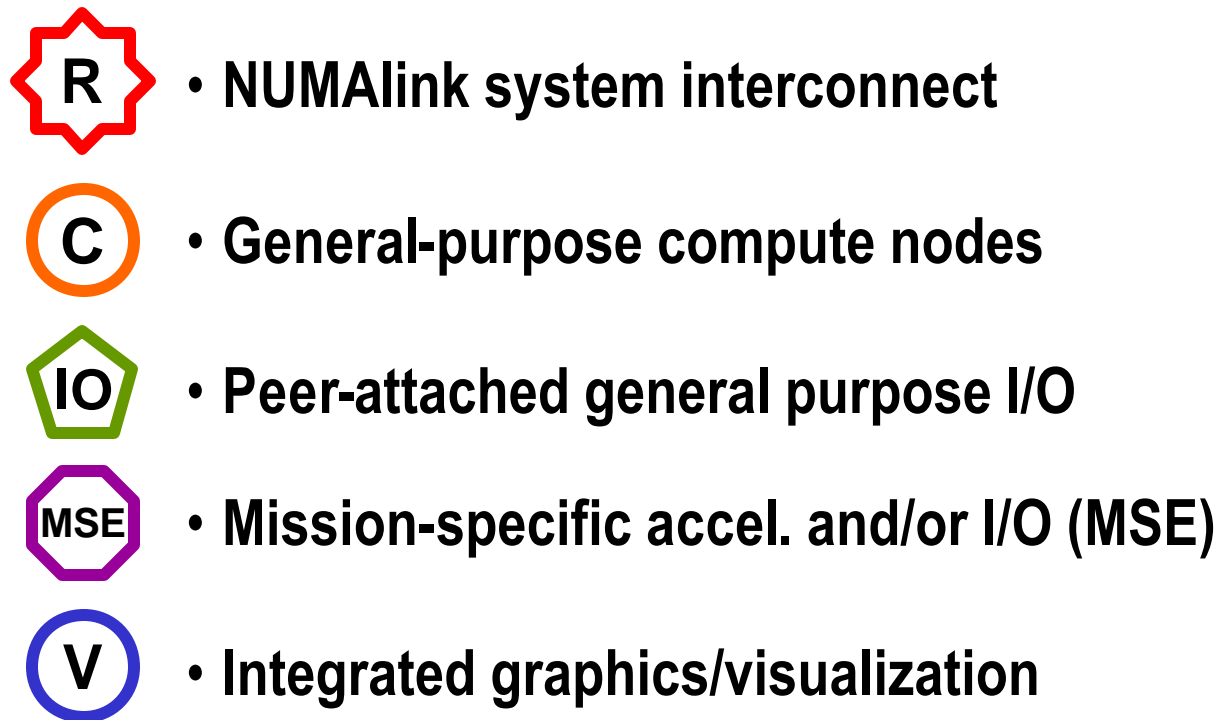 R • NUMAlink system interconnect
C • General-purpose compute nodes
IO • Peer-attached general purpose I/O
MSE • Mission-specific accel. and/or I/O (MSE)
V • Integrated graphics/visualization